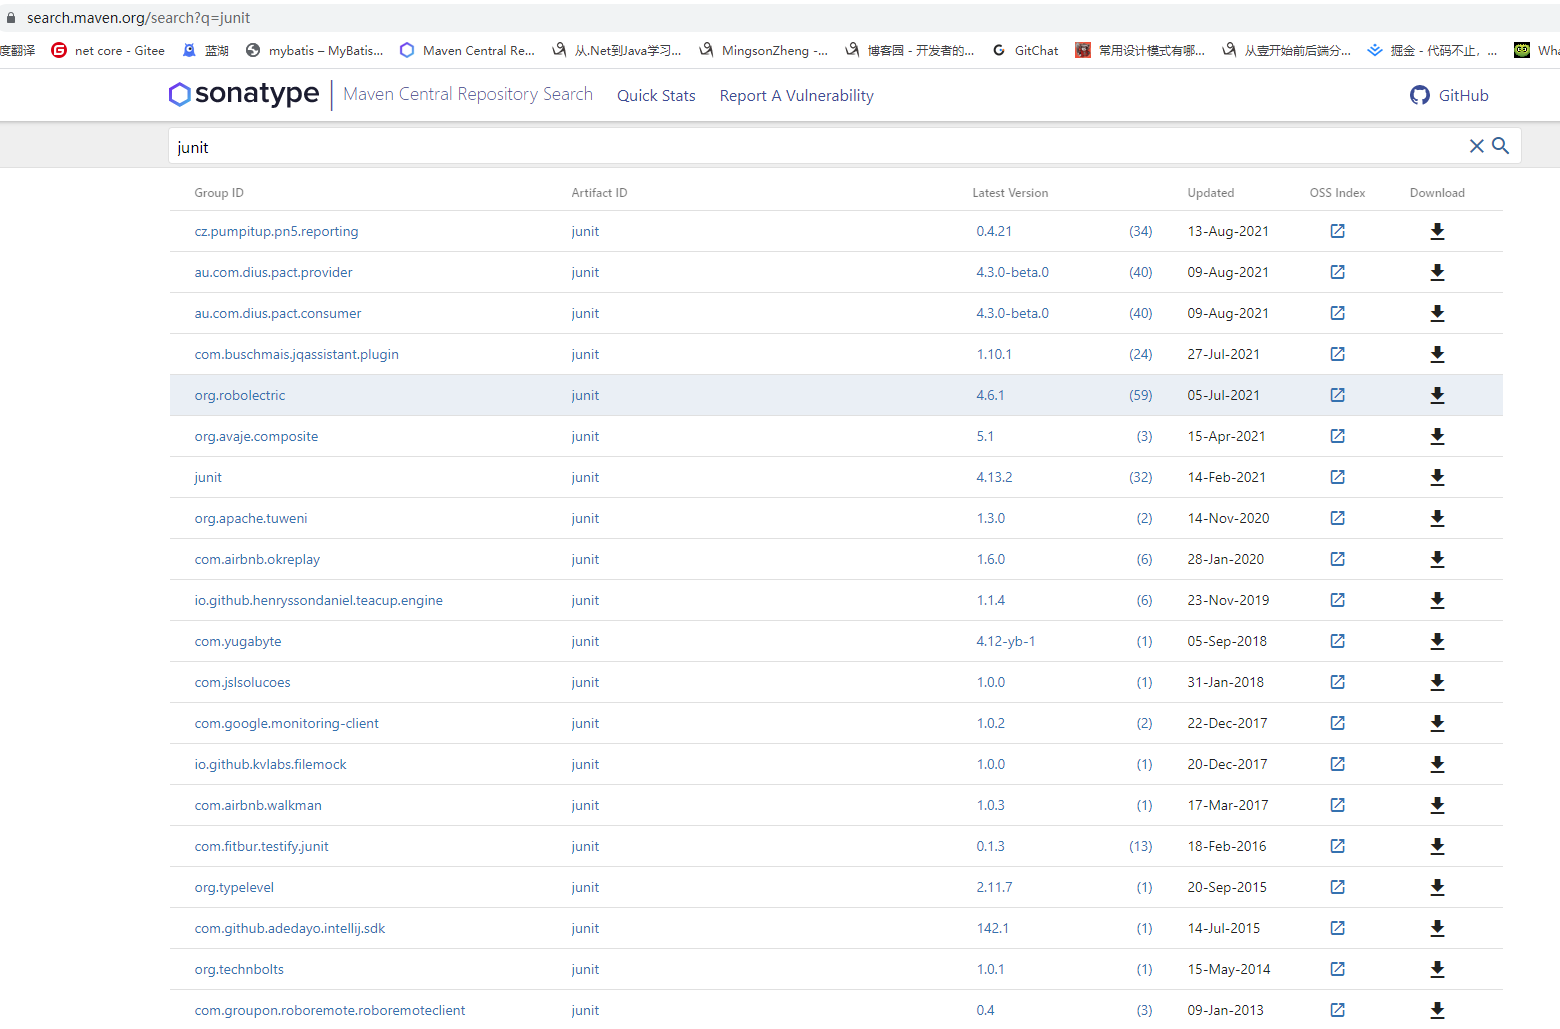 search.maven.org/search?q=junit
度翻译 net core - Gitee 蓝湖 mybatis – MyBatis... Maven Central Re... 从.Net到Java学习... MingsonZheng -... 博客园 - 开发者的... GitChat 常用设计模式有哪... 从壹开始前后端分... 掘金 - 代码不止，... Wha
sonatype Maven Central Repository Search Quick Stats Report A Vulnerability GitHub
junit
Group ID Artifact ID Latest Version Updated OSS Index Download
cz.pumpitup.pn5.reporting junit 0.4.21 (34) 13-Aug-2021
au.com.dius.pact.provider junit 4.3.0-beta.0 (40) 09-Aug-2021
au.com.dius.pact.consumer junit 4.3.0-beta.0 (40) 09-Aug-2021
com.buschmais.jqassistant.plugin junit 1.10.1 (24) 27-Jul-2021
org.robolectric junit 4.6.1 (59) 05-Jul-2021
org.avaje.composite junit 5.1 (3) 15-Apr-2021
junit junit 4.13.2 (32) 14-Feb-2021
org.apache.tuweni junit 1.3.0 (2) 14-Nov-2020
com.airbnb.okreplay junit 1.6.0 (6) 28-Jan-2020
io.github.henryssondaniel.teacup.engine junit 1.1.4 (6) 23-Nov-2019
com.yugabyte junit 4.12-yb-1 (1) 05-Sep-2018
com.jslsolucoes junit 1.0.0 (1) 31-Jan-2018
com.google.monitoring-client junit 1.0.2 (2) 22-Dec-2017
io.github.kvlabs.filemock junit 1.0.0 (1) 20-Dec-2017
com.airbnb.walkman junit 1.0.3 (1) 17-Mar-2017
com.fitbur.testify.junit junit 0.1.3 (13) 18-Feb-2016
org.typelevel junit 2.11.7 (1) 20-Sep-2015
com.github.adedayo.intellij.sdk junit 142.1 (1) 14-Jul-2015
org.technbolts junit 1.0.1 (1) 15-May-2014
com.groupon.roboremote.roboremoteclient junit 0.4 (3) 09-Jan-2013